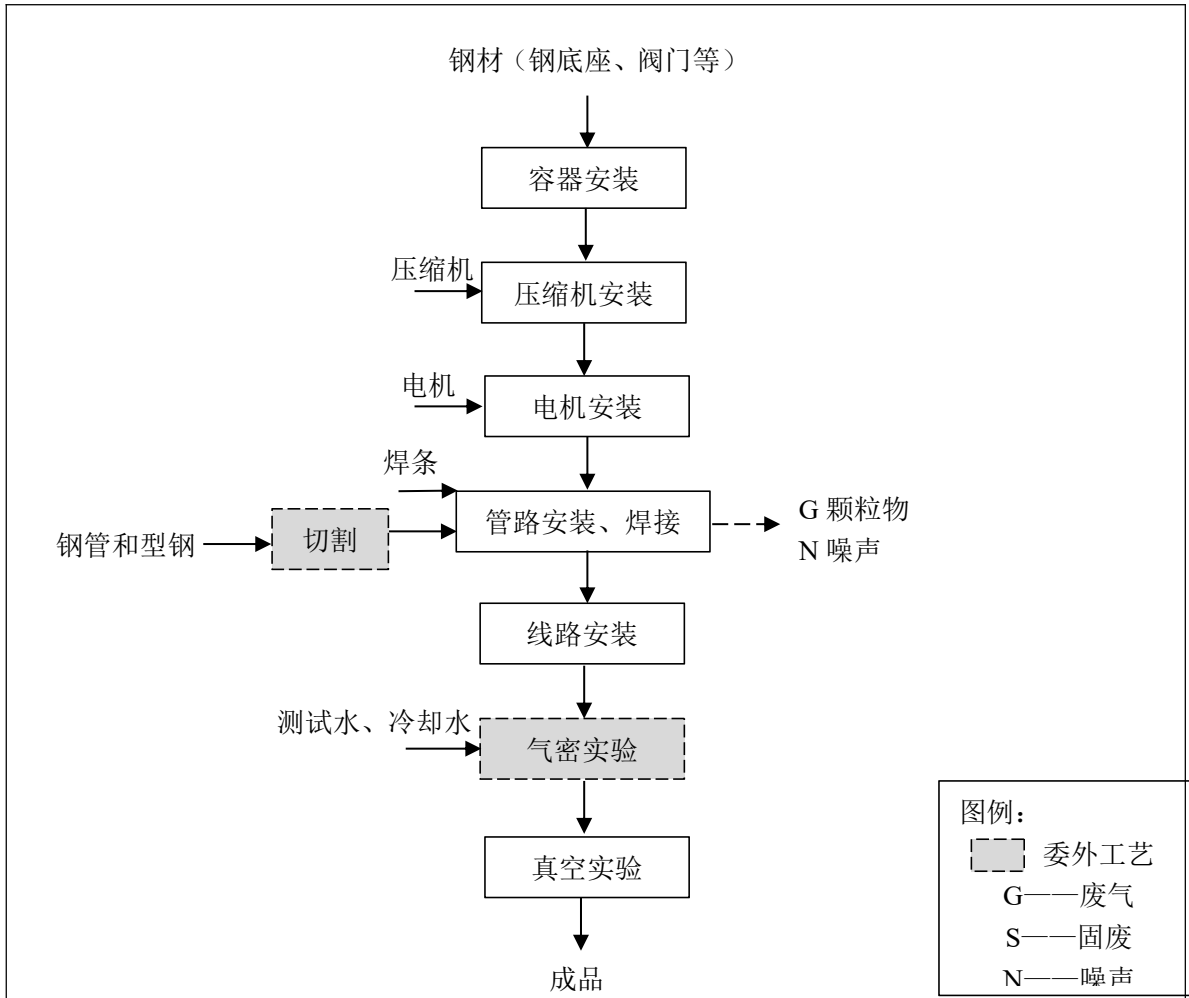 钢材（钢底座、阀门等）
容器安装
压缩机
压缩机安装
电机
电机安装
焊条
钢管和型钢
切割
管路安装、焊接
G 颗粒物
N 噪声
线路安装
测试水、冷却水
气密实验
真空实验
成品
图例：
委外工艺
G——废气
S——固废
N——噪声